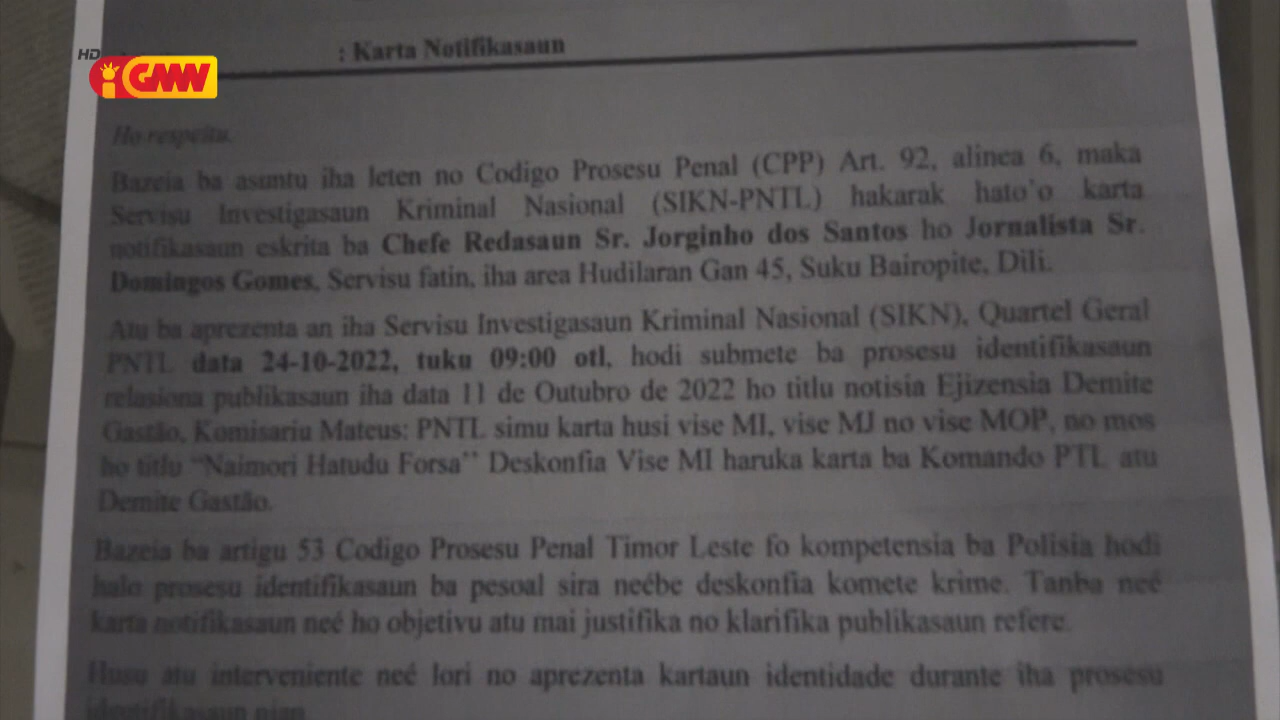 HD
GMW
: Karta Notifikasaun
Ho respeitu,
Bazeia ba asuntu iha leten no Codigo Prosesu Penal (CPP) Art. 92, alinea 6, maka
Servisu Investigasaun Kriminal Nasional (SIKN-PNTL) hakarak hato'o karta
notifikasaun eskrita ba Chefe Redasaun Sr. Jorginho dos Santos ho Jornalista Sr.
Domingos Gomes, Servisu fatin, iha area Hudilaran Gan 45, Suku Bairopite, Dili.
Atu ba aprezenta an iha Servisu Investigasaun Kriminal Nasional (SIKN), Quartel Geral
PNTL data 24-10-2022, tuku 09:00 otl, hodi submete ba prosesu identifikasaun
relasiona publikasaun iha data 11 de Outubro de 2022 ho titlu notisia Ejizensia Demite
Gastão, Komisariu Mateus: PNTL simu karta husi vise MI, vise MJ no vise MOP, no mos
ho titlu "Naimori Hatudu Forsa'' Deskonfia Vise MI haruka karta ba Komando PTL atu
Demite Gastão.
Bazeia ba artigu 53 Codigo Prosesu Penal Timor Leste fo kompetensia ba Polisia hodi
halo prosesu identifikasaun ba pesoal sira neébe deskonfia komete krime. Tanba neé
karta notifikasaun neé ho objetivu atu mai justifika no klarifika publikasaun refere.
Husu atu interveniente neé lori no aprezenta kartaun identidade durante iha prosesu
identifikasaun nian